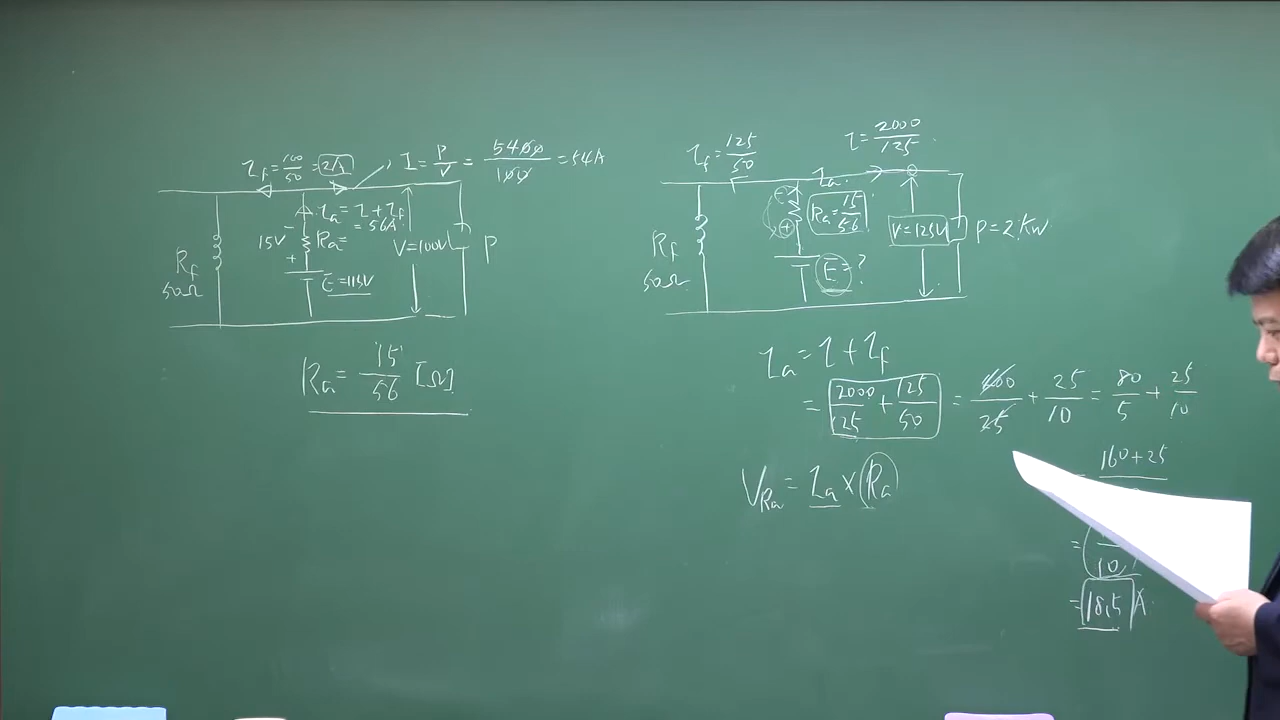 I_f = 100/50 = 2A
I = P/V = 5400/100 = 54A
I_a = I + I_f
= 56A
15V
-
+
R_a =
V = 100V
P
R_f
50Ω
E = 115V
R_a = 15/56 [Ω]
I_f = 125/50
I = 2000/125
I_a
R_a = 15/56
V = 125V
P = 2kW
R_f
50Ω
E = ?
I_a = I + I_f
= 2000/125 + 125/50 = 400/25 + 25/10 = 80/5 + 25/10
160+25
V_Ra = I_a × R_a
=
10
= 18.5 A